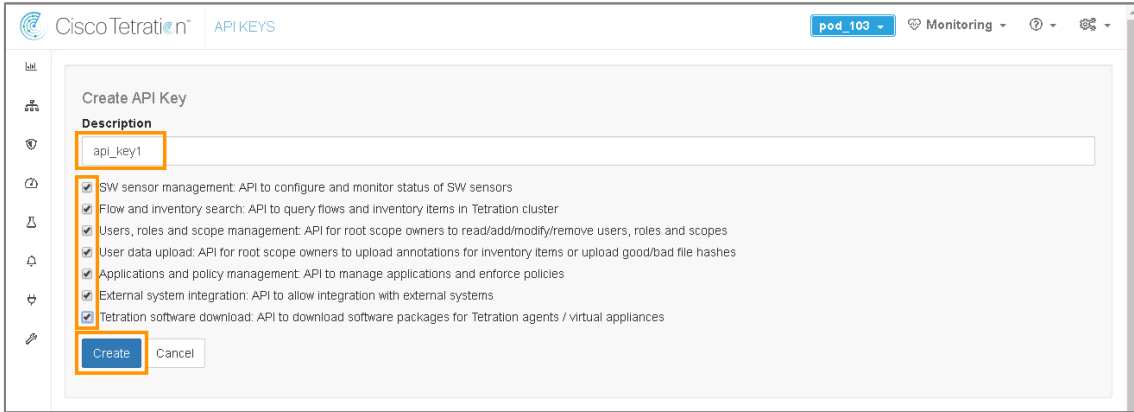 Cisco Tetration™ API KEYS pod_103 Monitoring
Create API Key
Description
api_key1
SW sensor management: API to configure and monitor status of SW sensors
Flow and inventory search: API to query flows and inventory items in Tetration cluster
Users, roles and scope management: API for root scope owners to read/add/modify/remove users, roles and scopes
User data upload: API for root scope owners to upload annotations for inventory items or upload good/bad file hashes
Applications and policy management: API to manage applications and enforce policies
External system integration: API to allow integration with external systems
Tetration software download: API to download software packages for Tetration agents / virtual appliances
Create Cancel